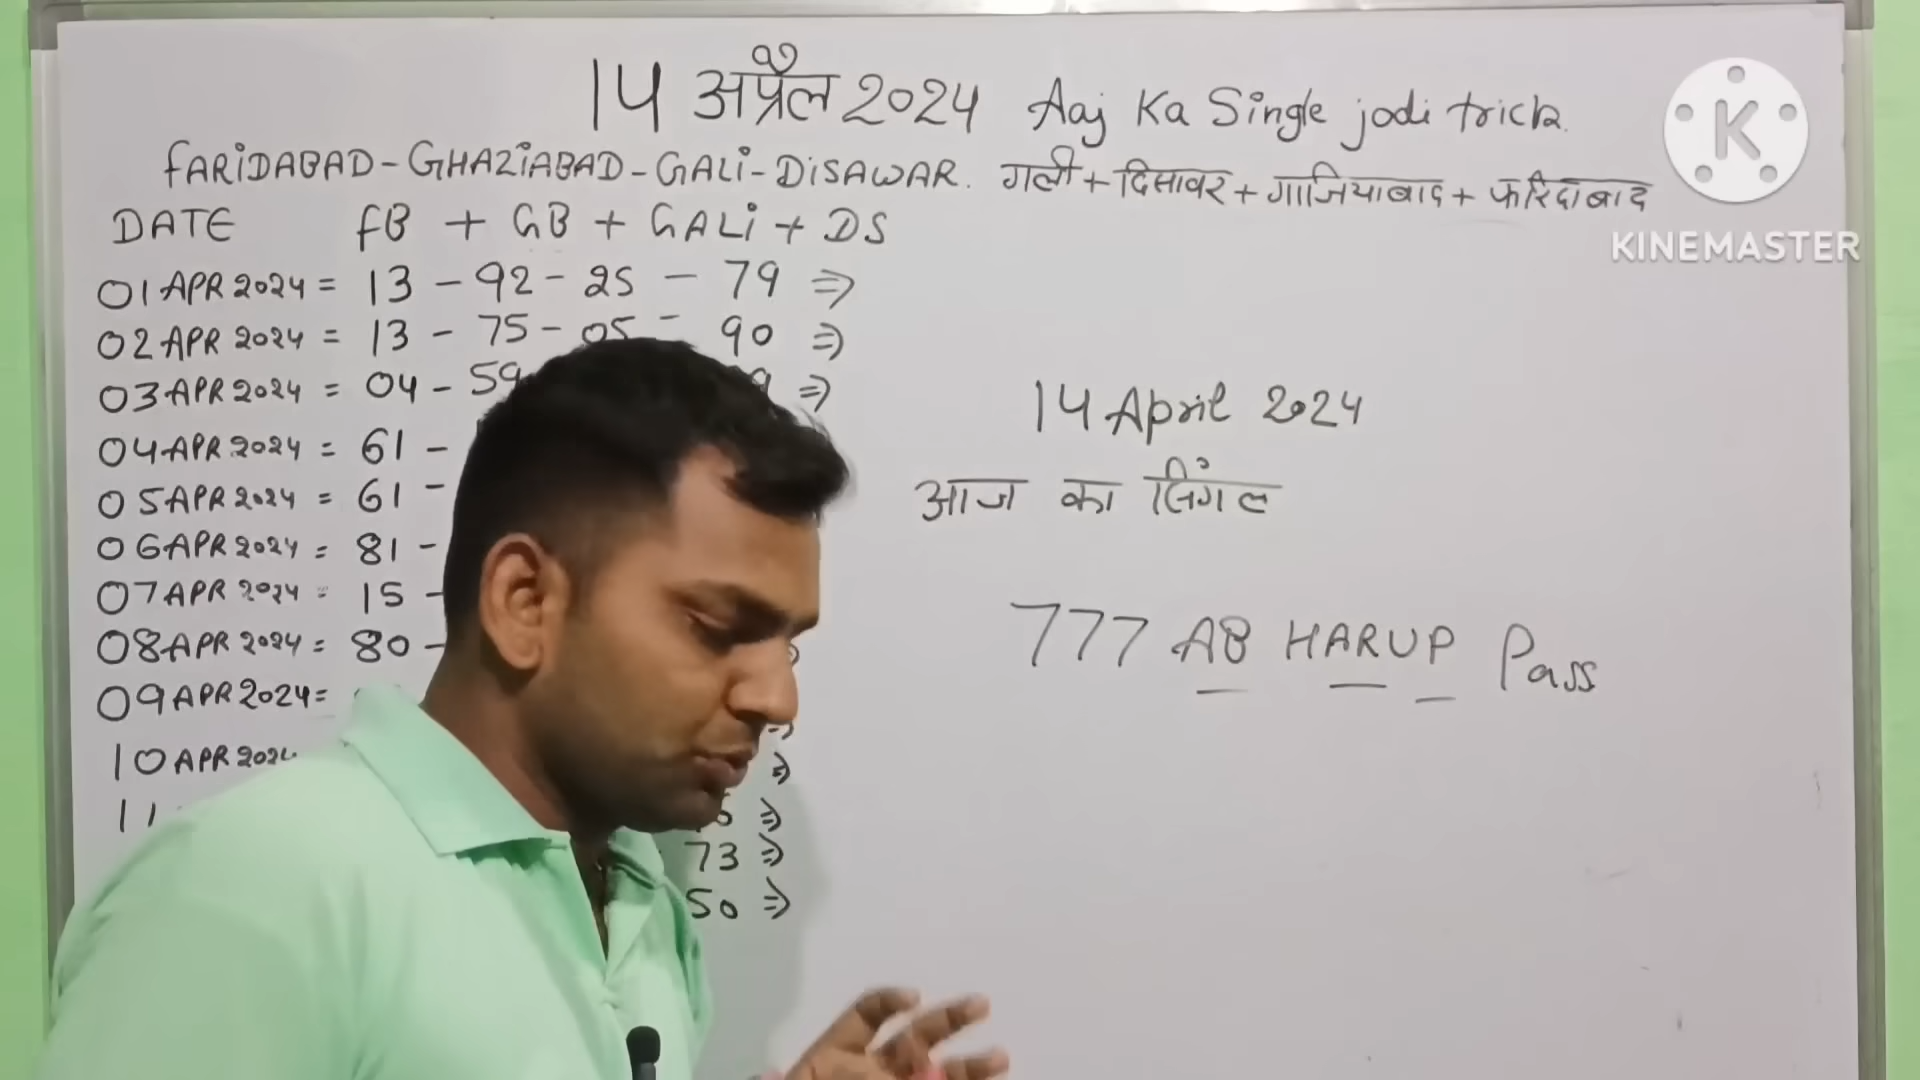 14 अप्रैल 2024 Aaj Ka Single jodi trick.
FARIDABAD-GHAZIABAD-GALI-DISAWAR. गली+दिसावर+गाजियाबाद+फरिदाबाद
KINEMASTER
DATE FB + GB + GALI + DS
01 APR 2024 = 13 - 92 - 25 - 79 ⇒
02 APR 2024 = 13 - 75 - 05 - 90 ⇒
03 APR 2024 = 04 - 59 ⇒
04 APR 2024 = 61 -
05 APR 2024 = 61 -
06 APR 2024 = 81 -
07 APR 2024 = 15 -
08 APR 2024 = 80 -
09 APR 2024 =
10 APR 2024 ⇒
11 ⇒
73 ⇒
50 ⇒
14 April 2024
आज का सिंगल
777 AB HARUP Pass